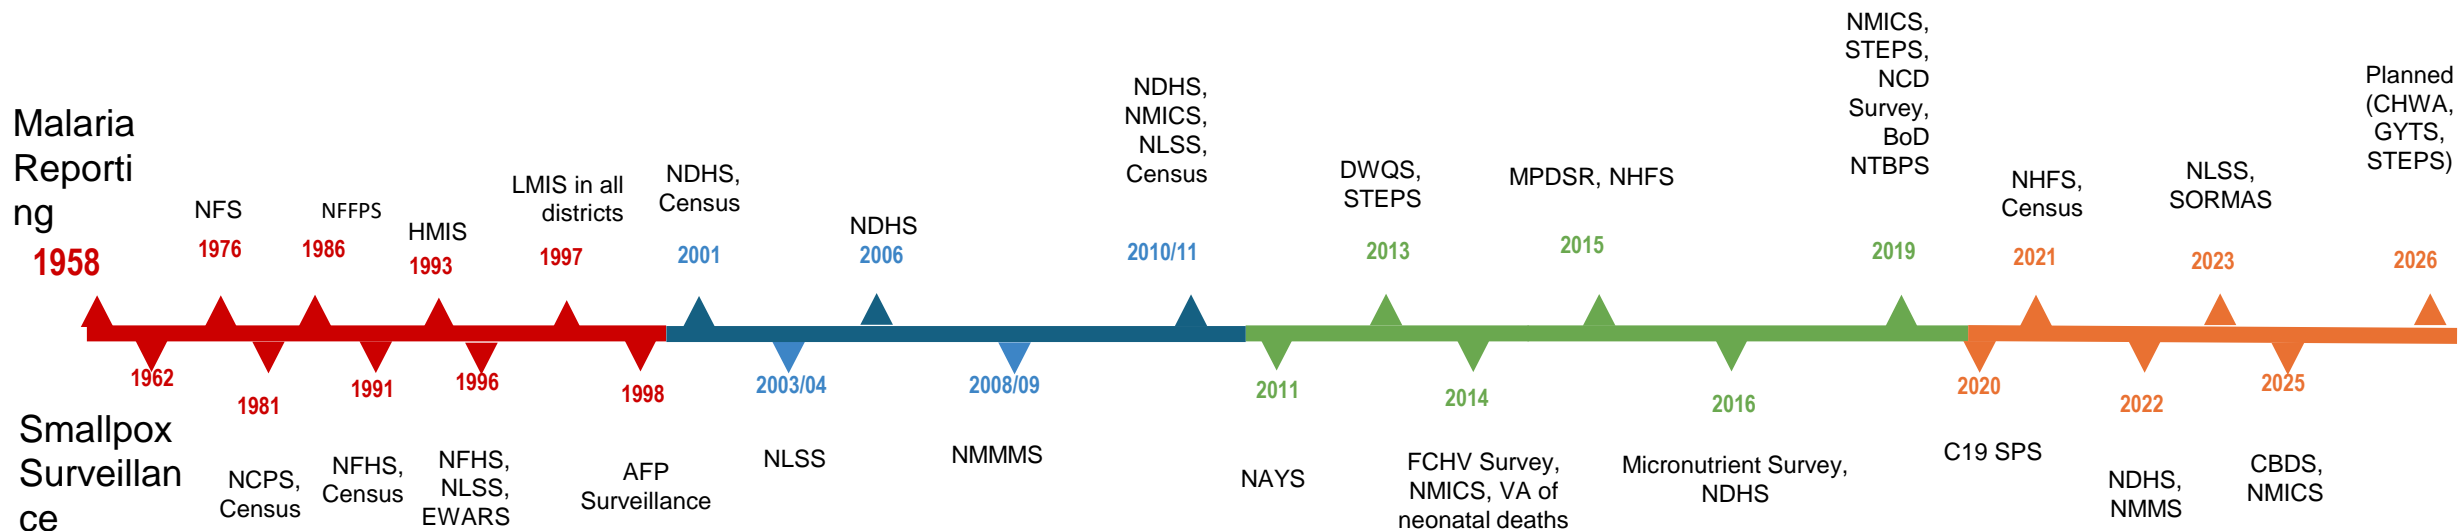 Malaria
Reporti
ng
1958
NFS
1976
NFFPS
1986
HMIS
1993
LMIS in all
districts
1997
NDHS,
Census
2001
NDHS
2006
NDHS,
NMICS,
NLSS,
Census
2010/11
DWQS,
STEPS
2013
MPDSR, NHFS
2015
NMICS,
STEPS,
NCD
Survey,
BoD
NTBPS
2019
NHFS,
Census
2021
NLSS,
SORMAS
2023
Planned
(CHWA,
GYTS,
STEPS)
2026
1962
Smallpox
Surveillan
ce
1981
NCPS,
Census
1991
NFHS,
Census
1996
NFHS,
NLSS,
EWARS
1998
AFP
Surveillance
2003/04
NLSS
2008/09
NMMMS
2011
NAYS
2014
FCHV Survey,
NMICS, VA of
neonatal deaths
2016
Micronutrient Survey,
NDHS
2020
C19 SPS
2022
NDHS,
NMMS
2025
CBDS,
NMICS